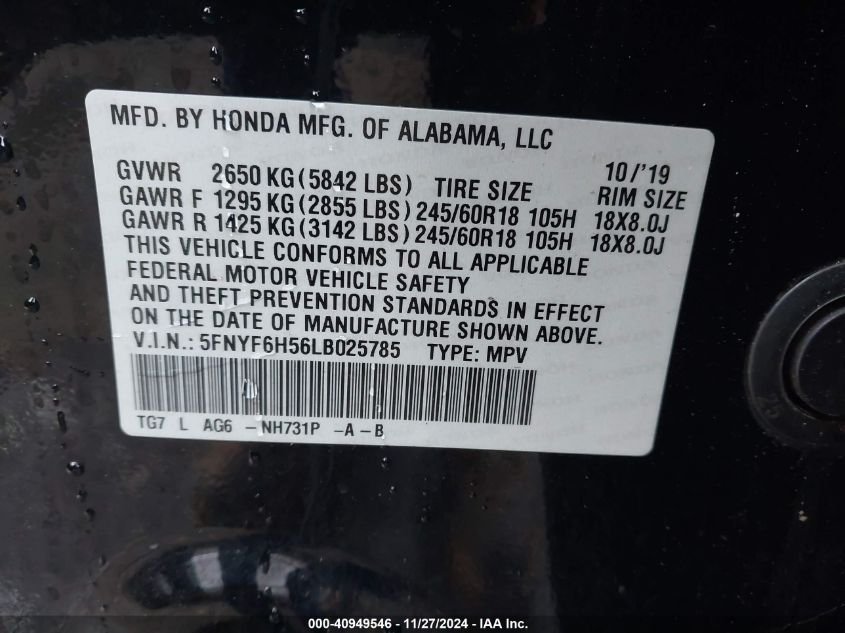 MFD. BY HONDA MFG. OF ALABAMA, LLC
GVWR 2650 KG (5842 LBS) TIRE SIZE 10/'19 RIM SIZE
GAWR F 1295 KG (2855 LBS) 245/60R18 105H 18X8.0J
GAWR R 1425 KG (3142 LBS) 245/60R18 105H 18X8.0J
THIS VEHICLE CONFORMS TO ALL APPLICABLE
FEDERAL MOTOR VEHICLE SAFETY
AND THEFT PREVENTION STANDARDS IN EFFECT
ON THE DATE OF MANUFACTURE SHOWN ABOVE.
V.I.N.: 5FNYF6H56LB025785 TYPE: MPV
TG7 L AG6 -NH731P -A-B
000-40949546 - 11/27/2024 - IAA Inc.